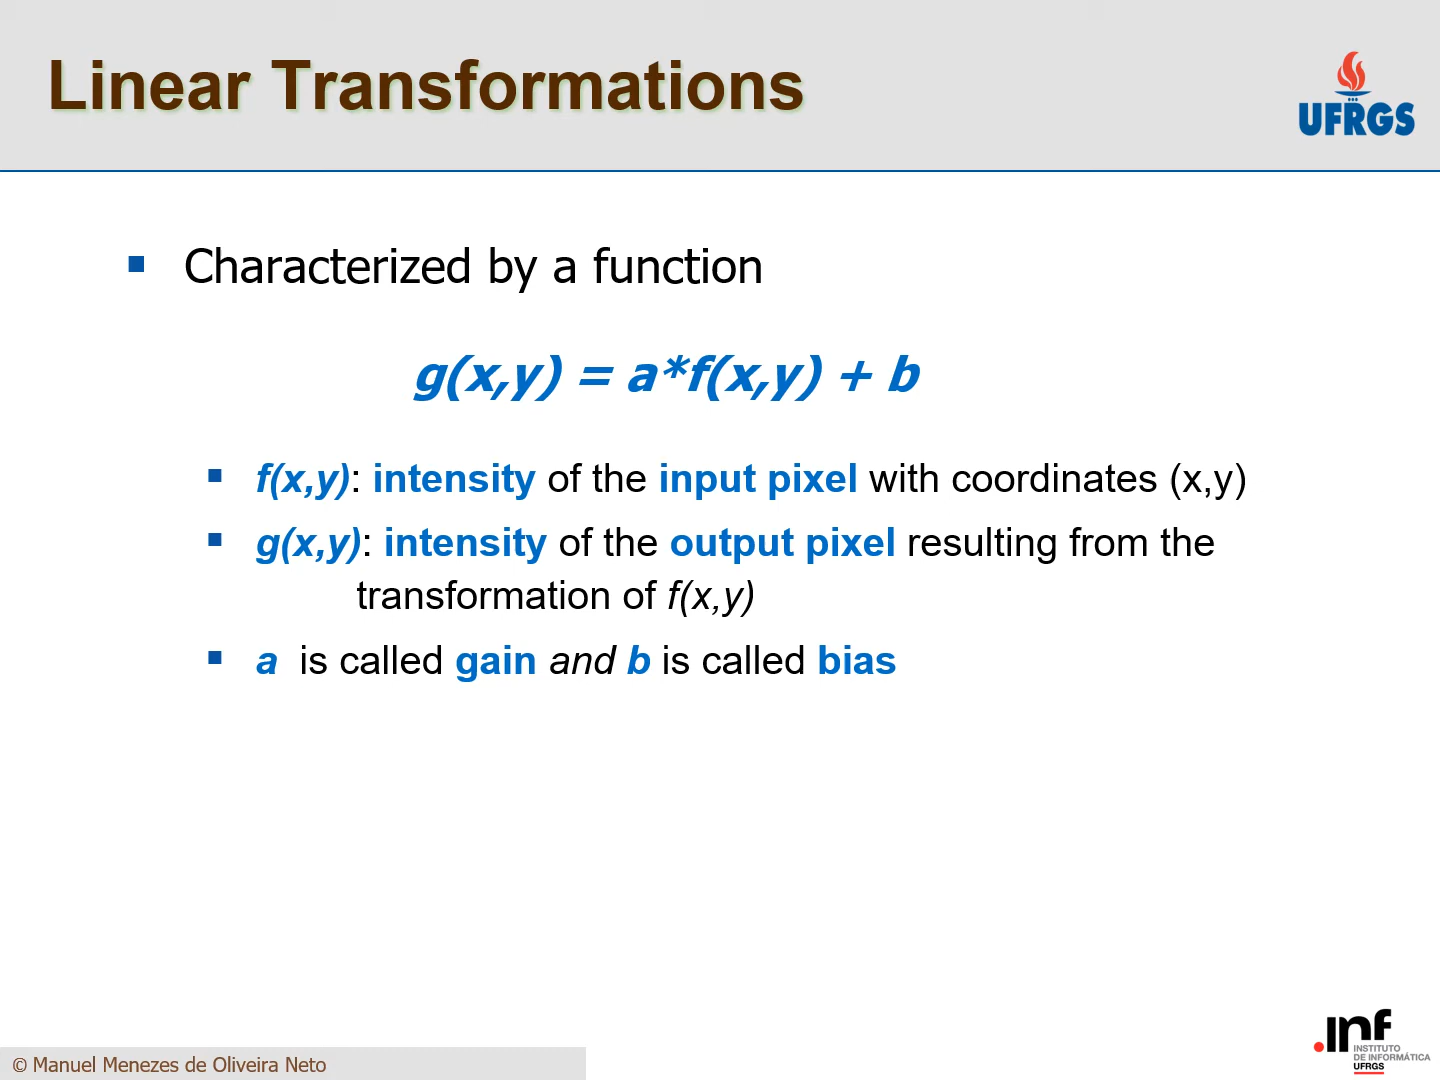 Linear Transformations
UFRGS
▪ Characterized by a function
g(x,y) = a*f(x,y) + b
▪ f(x,y): intensity of the input pixel with coordinates (x,y)
▪ g(x,y): intensity of the output pixel resulting from the
transformation of f(x,y)
▪ a is called gain and b is called bias
© Manuel Menezes de Oliveira Neto
.inf
INSTITUTO
DE INFORMÁTICA
UFRGS